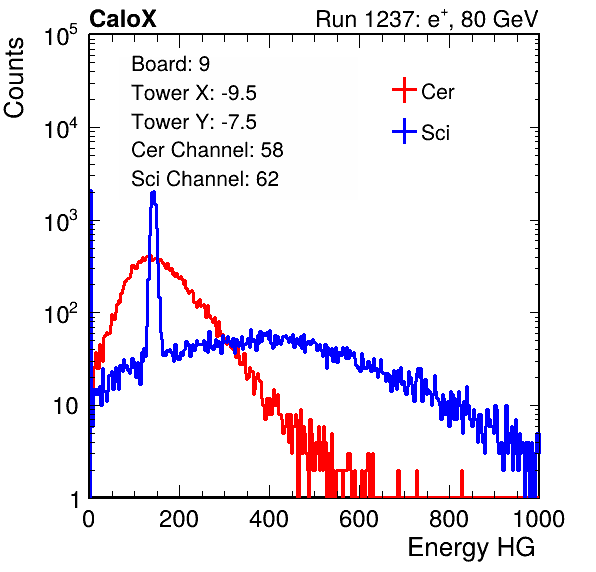 CaloX Run 1237: e⁺, 80 GeV
Counts
Board: 9
Tower X: -9.5
Tower Y: -7.5
Cer Channel: 58
Sci Channel: 62
Cer
Sci
10⁵
10⁴
10³
10²
10
1
0 200 400 600 800 1000
Energy HG